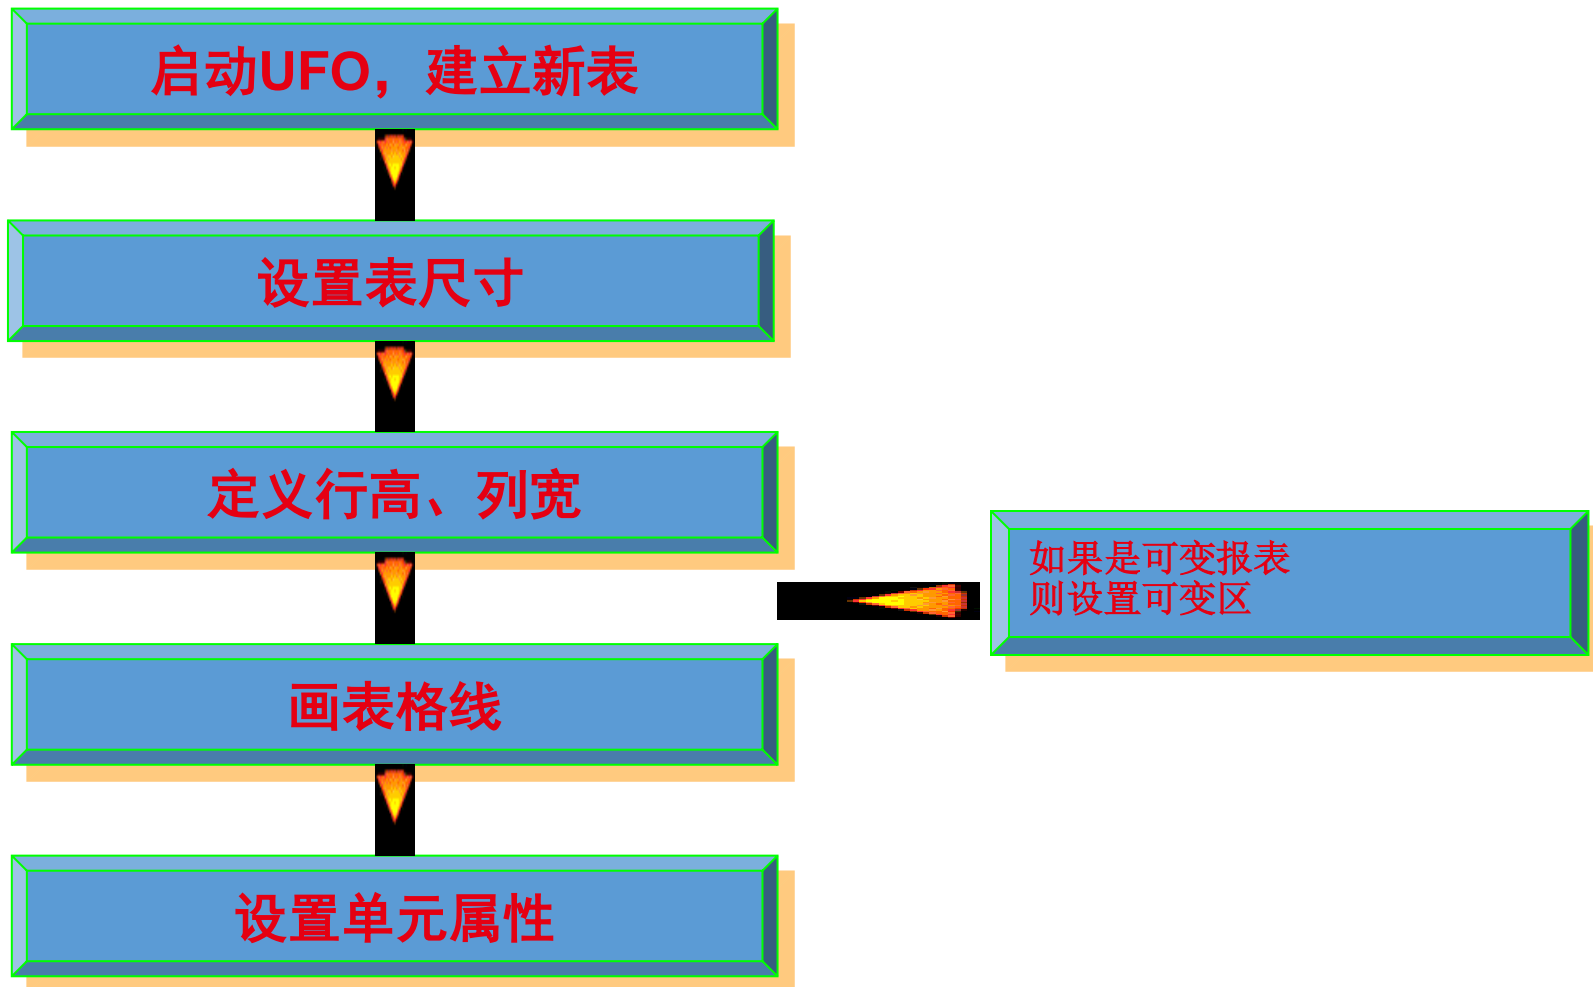 启动UFO，建立新表
设置表尺寸
定义行高、列宽
如果是可变报表
则设置可变区
画表格线
设置单元属性